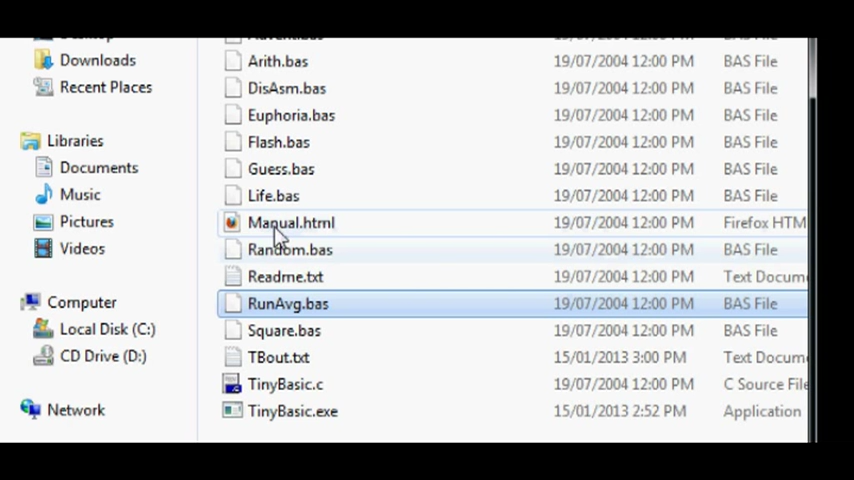 Downloads
Recent Places
Libraries
Documents
Music
Pictures
Videos
Computer
Local Disk (C:)
CD Drive (D:)
Network
Arith.bas 19/07/2004 12:00 PM BAS File
DisAsm.bas 19/07/2004 12:00 PM BAS File
Euphoria.bas 19/07/2004 12:00 PM BAS File
Flash.bas 19/07/2004 12:00 PM BAS File
Guess.bas 19/07/2004 12:00 PM BAS File
Life.bas 19/07/2004 12:00 PM BAS File
Manual.html 19/07/2004 12:00 PM Firefox HTM
Random.bas 19/07/2004 12:00 PM BAS File
Readme.txt 19/07/2004 12:00 PM Text Docum
RunAvg.bas 19/07/2004 12:00 PM BAS File
Square.bas 19/07/2004 12:00 PM BAS File
TBout.txt 15/01/2013 3:00 PM Text Docum
TinyBasic.c 19/07/2004 12:00 PM C Source File
TinyBasic.exe 15/01/2013 2:52 PM Application